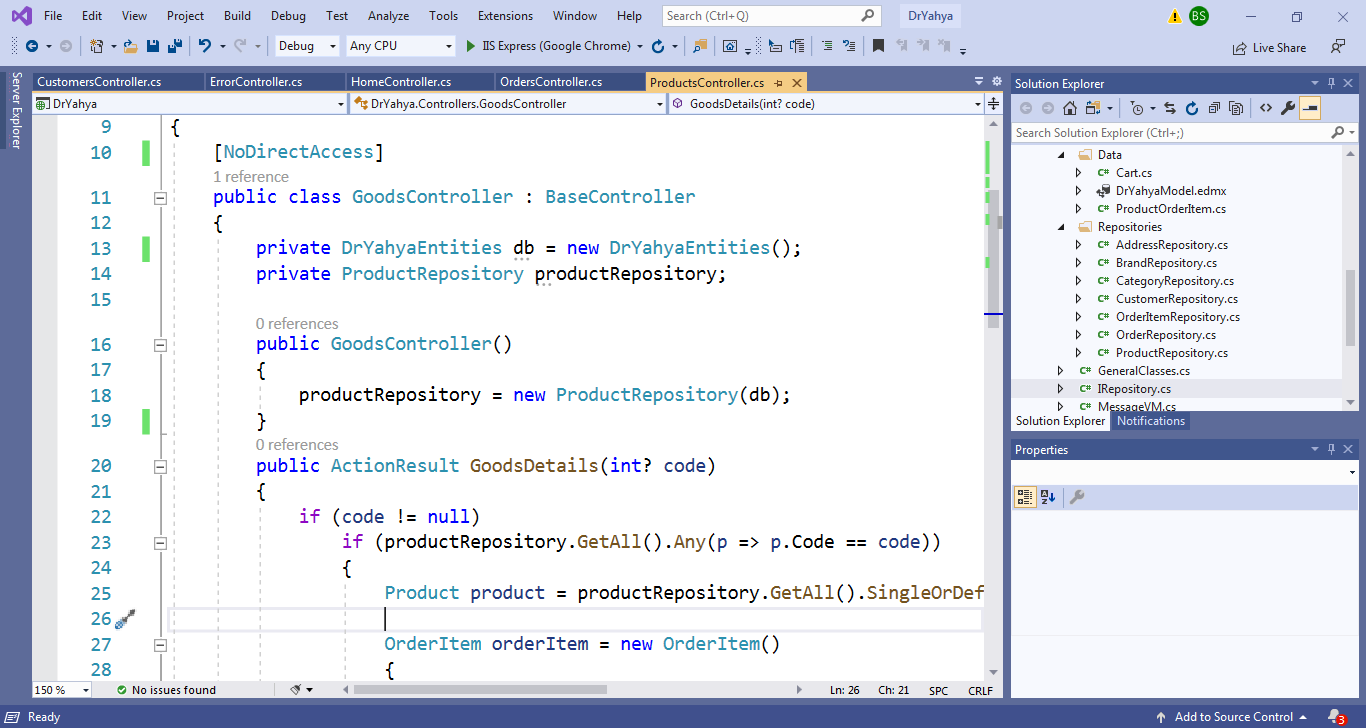 File Edit View Project Build Debug Test Analyze Tools Extensions Window Help Search (Ctrl+Q) DrYahya BS
Debug Any CPU IIS Express (Google Chrome) Live Share
Server Explorer
CustomersController.cs ErrorController.cs HomeController.cs OrdersController.cs ProductsController.cs
DrYahya DrYahya.Controllers.GoodsController GoodsDetails(int? code)
9 {
10 [NoDirectAccess]
1 reference
11 public class GoodsController : BaseController
12 {
13 private DrYahyaEntities db = new DrYahyaEntities();
14 private ProductRepository productRepository;
15
0 references
16 public GoodsController()
17 {
18 productRepository = new ProductRepository(db);
19 }
0 references
20 public ActionResult GoodsDetails(int? code)
21 {
22 if (code != null)
23 if (productRepository.GetAll().Any(p => p.Code == code))
24 {
25 Product product = productRepository.GetAll().SingleOrDef
26
27 OrderItem orderItem = new OrderItem()
28 {
150 % No issues found Ln: 26 Ch: 21 SPC CRLF
Solution Explorer
Search Solution Explorer (Ctrl+;)
Data
C# Cart.cs
DrYahyaModel.edmx
C# ProductOrderItem.cs
Repositories
C# AddressRepository.cs
C# BrandRepository.cs
C# CategoryRepository.cs
C# CustomerRepository.cs
C# OrderItemRepository.cs
C# OrderRepository.cs
C# ProductRepository.cs
C# GeneralClasses.cs
C# IRepository.cs
C# MessageVM.cs
Solution Explorer Notifications
Properties
Ready Add to Source Control 3